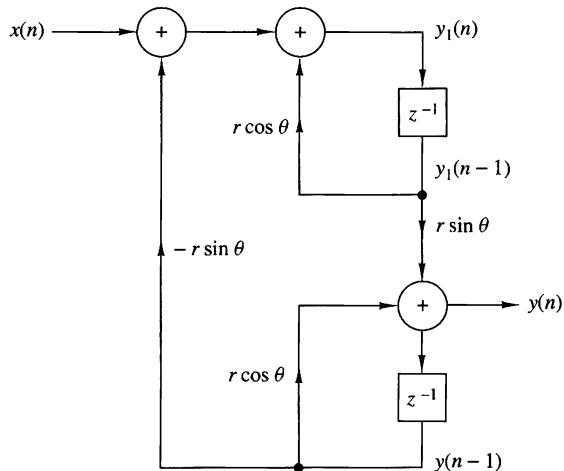 x(n)
+
+
y₁(n)
z⁻¹
r cos θ
y₁(n − 1)
r sin θ
− r sin θ
+
y(n)
r cos θ
z⁻¹
y(n − 1)